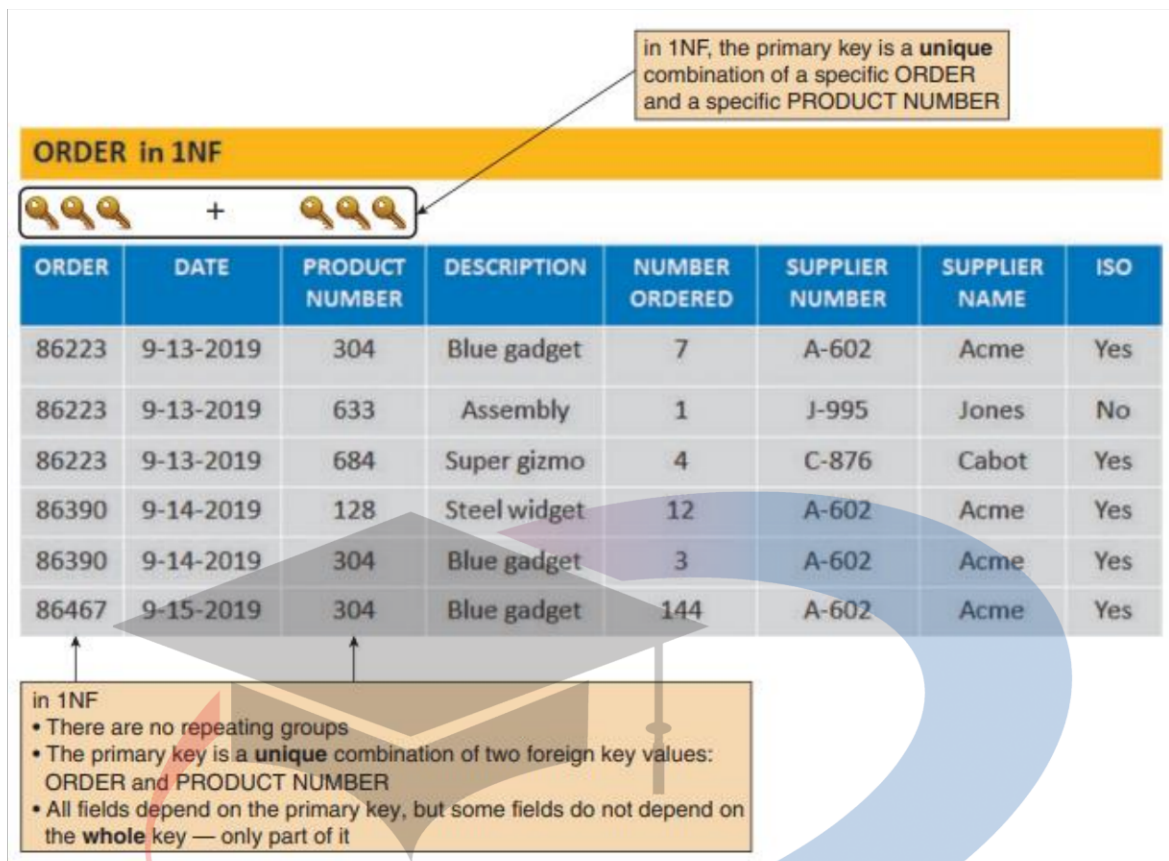 in 1NF, the primary key is a unique
combination of a specific ORDER
and a specific PRODUCT NUMBER
ORDER in 1NF
+
ORDER DATE PRODUCT NUMBER DESCRIPTION NUMBER ORDERED SUPPLIER NUMBER SUPPLIER NAME ISO
86223 9-13-2019 304 Blue gadget 7 A-602 Acme Yes
86223 9-13-2019 633 Assembly 1 J-995 Jones No
86223 9-13-2019 684 Super gizmo 4 C-876 Cabot Yes
86390 9-14-2019 128 Steel widget 12 A-602 Acme Yes
86390 9-14-2019 304 Blue gadget 3 A-602 Acme Yes
86467 9-15-2019 304 Blue gadget 144 A-602 Acme Yes
in 1NF
• There are no repeating groups
• The primary key is a unique combination of two foreign key values:
ORDER and PRODUCT NUMBER
• All fields depend on the primary key, but some fields do not depend on
the whole key — only part of it